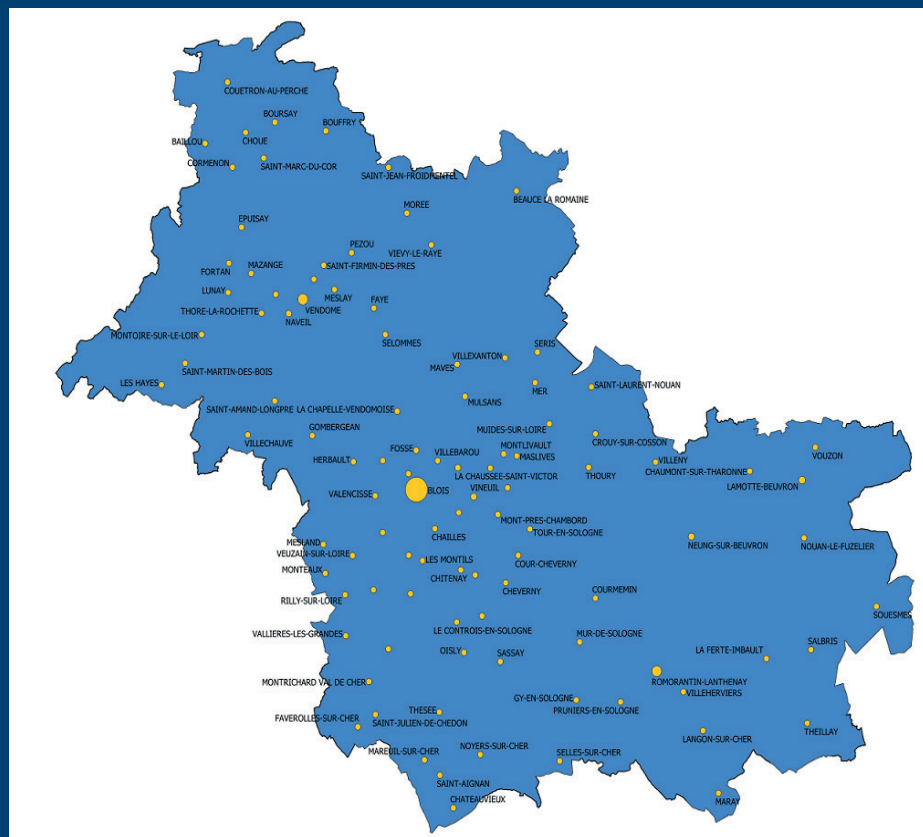 COUETRON-AU-PERCHE
BOURSAY
BOUFFRY
BAILLOU
CHOUE
CORMENON
SAINT-MARC-DU-COR
SAINT-JEAN-FROIDMENTEL
BEAUCE LA ROMAINE
MOREE
EPUISAY
PEZOU
VIEVY-LE-RAYE
FORTAN
MAZANGE
SAINT-FIRMIN-DES-PRES
LUNAY
MESLAY
FAYE
VENDOME
THORE-LA-ROCHETTE
NAVEIL
MONTOIRE-SUR-LE-LOIR
SELOMMES
SERIS
VILLEXANTON
MAVES
SAINT-MARTIN-DES-BOIS
LES HAYES
MER
SAINT-LAURENT-NOUAN
MULSANS
SAINT-AMAND-LONGPRE
LA CHAPELLE-VENDOMOISE
GOMBERGEAN
MUIDES-SUR-LOIRE
VILLECHAUVE
CROUY-SUR-COSSON
FOSSE
VILLEBAROU
MONTLIVAULT
MASLIVES
VOUZON
HERBAULT
VILLENY
CHAUMONT-SUR-THARONNE
LA CHAUSSEE-SAINT-VICTOR
THOURY
LAMOTTE-BEUVRON
BLOIS
VINEUIL
VALENCISSE
MONT-PRES-CHAMBORD
CHAILLES
TOUR-EN-SOLOGNE
MESLAND
NEUNG-SUR-BEUVRON
NOUAN-LE-FUZELIER
VEUZAIN-SUR-LOIRE
LES MONTILS
COUR-CHEVERNY
MONTEAUX
CHITENAY
CHEVERNY
RILLY-SUR-LOIRE
COURMEMIN
SOUESMES
LE CONTROIS-EN-SOLOGNE
VALLIERES-LES-GRANDES
MUR-DE-SOLOGNE
SALBRIS
OISLY
SASSAY
LA FERTE-IMBAULT
MONTRICHARD VAL DE CHER
ROMORANTIN-LANTHENAY
VILLEHERVIERS
GY-EN-SOLOGNE
PRUNIERS-EN-SOLOGNE
THESEE
FAVEROLLES-SUR-CHER
SAINT-JULIEN-DE-CHEDON
THEILLAY
LANGON-SUR-CHER
MAREUIL-SUR-CHER
NOYERS-SUR-CHER
SELLES-SUR-CHER
SAINT-AIGNAN
CHATEAUVIEUX
MARAY